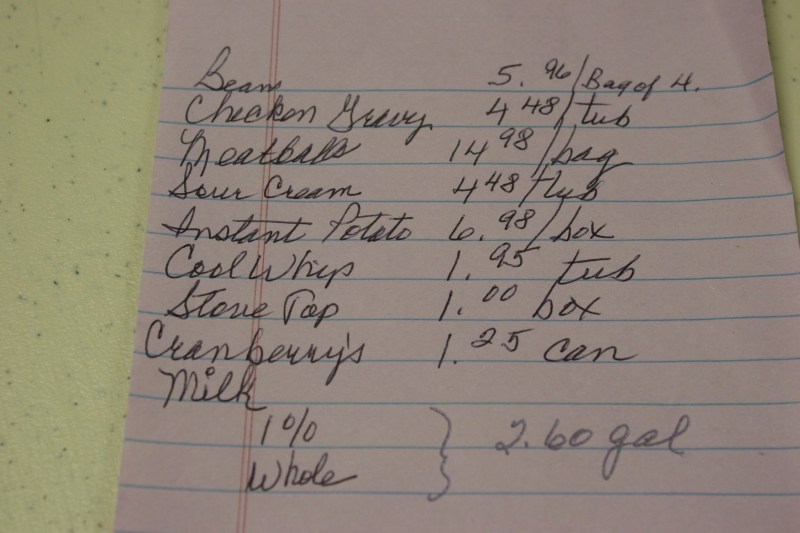 Beans 5.96/Bag of 4.
Chicken Gravy 4 48/tub
Meatballs 14 98/bag
Sour Cream 4 48/tub
Instant Potato 6.98/box
Cool Whip 1.95 tub
Stove Top 1.00 box
Cranberry's 1.25 can
Milk
1% } 2.60 gal
Whole